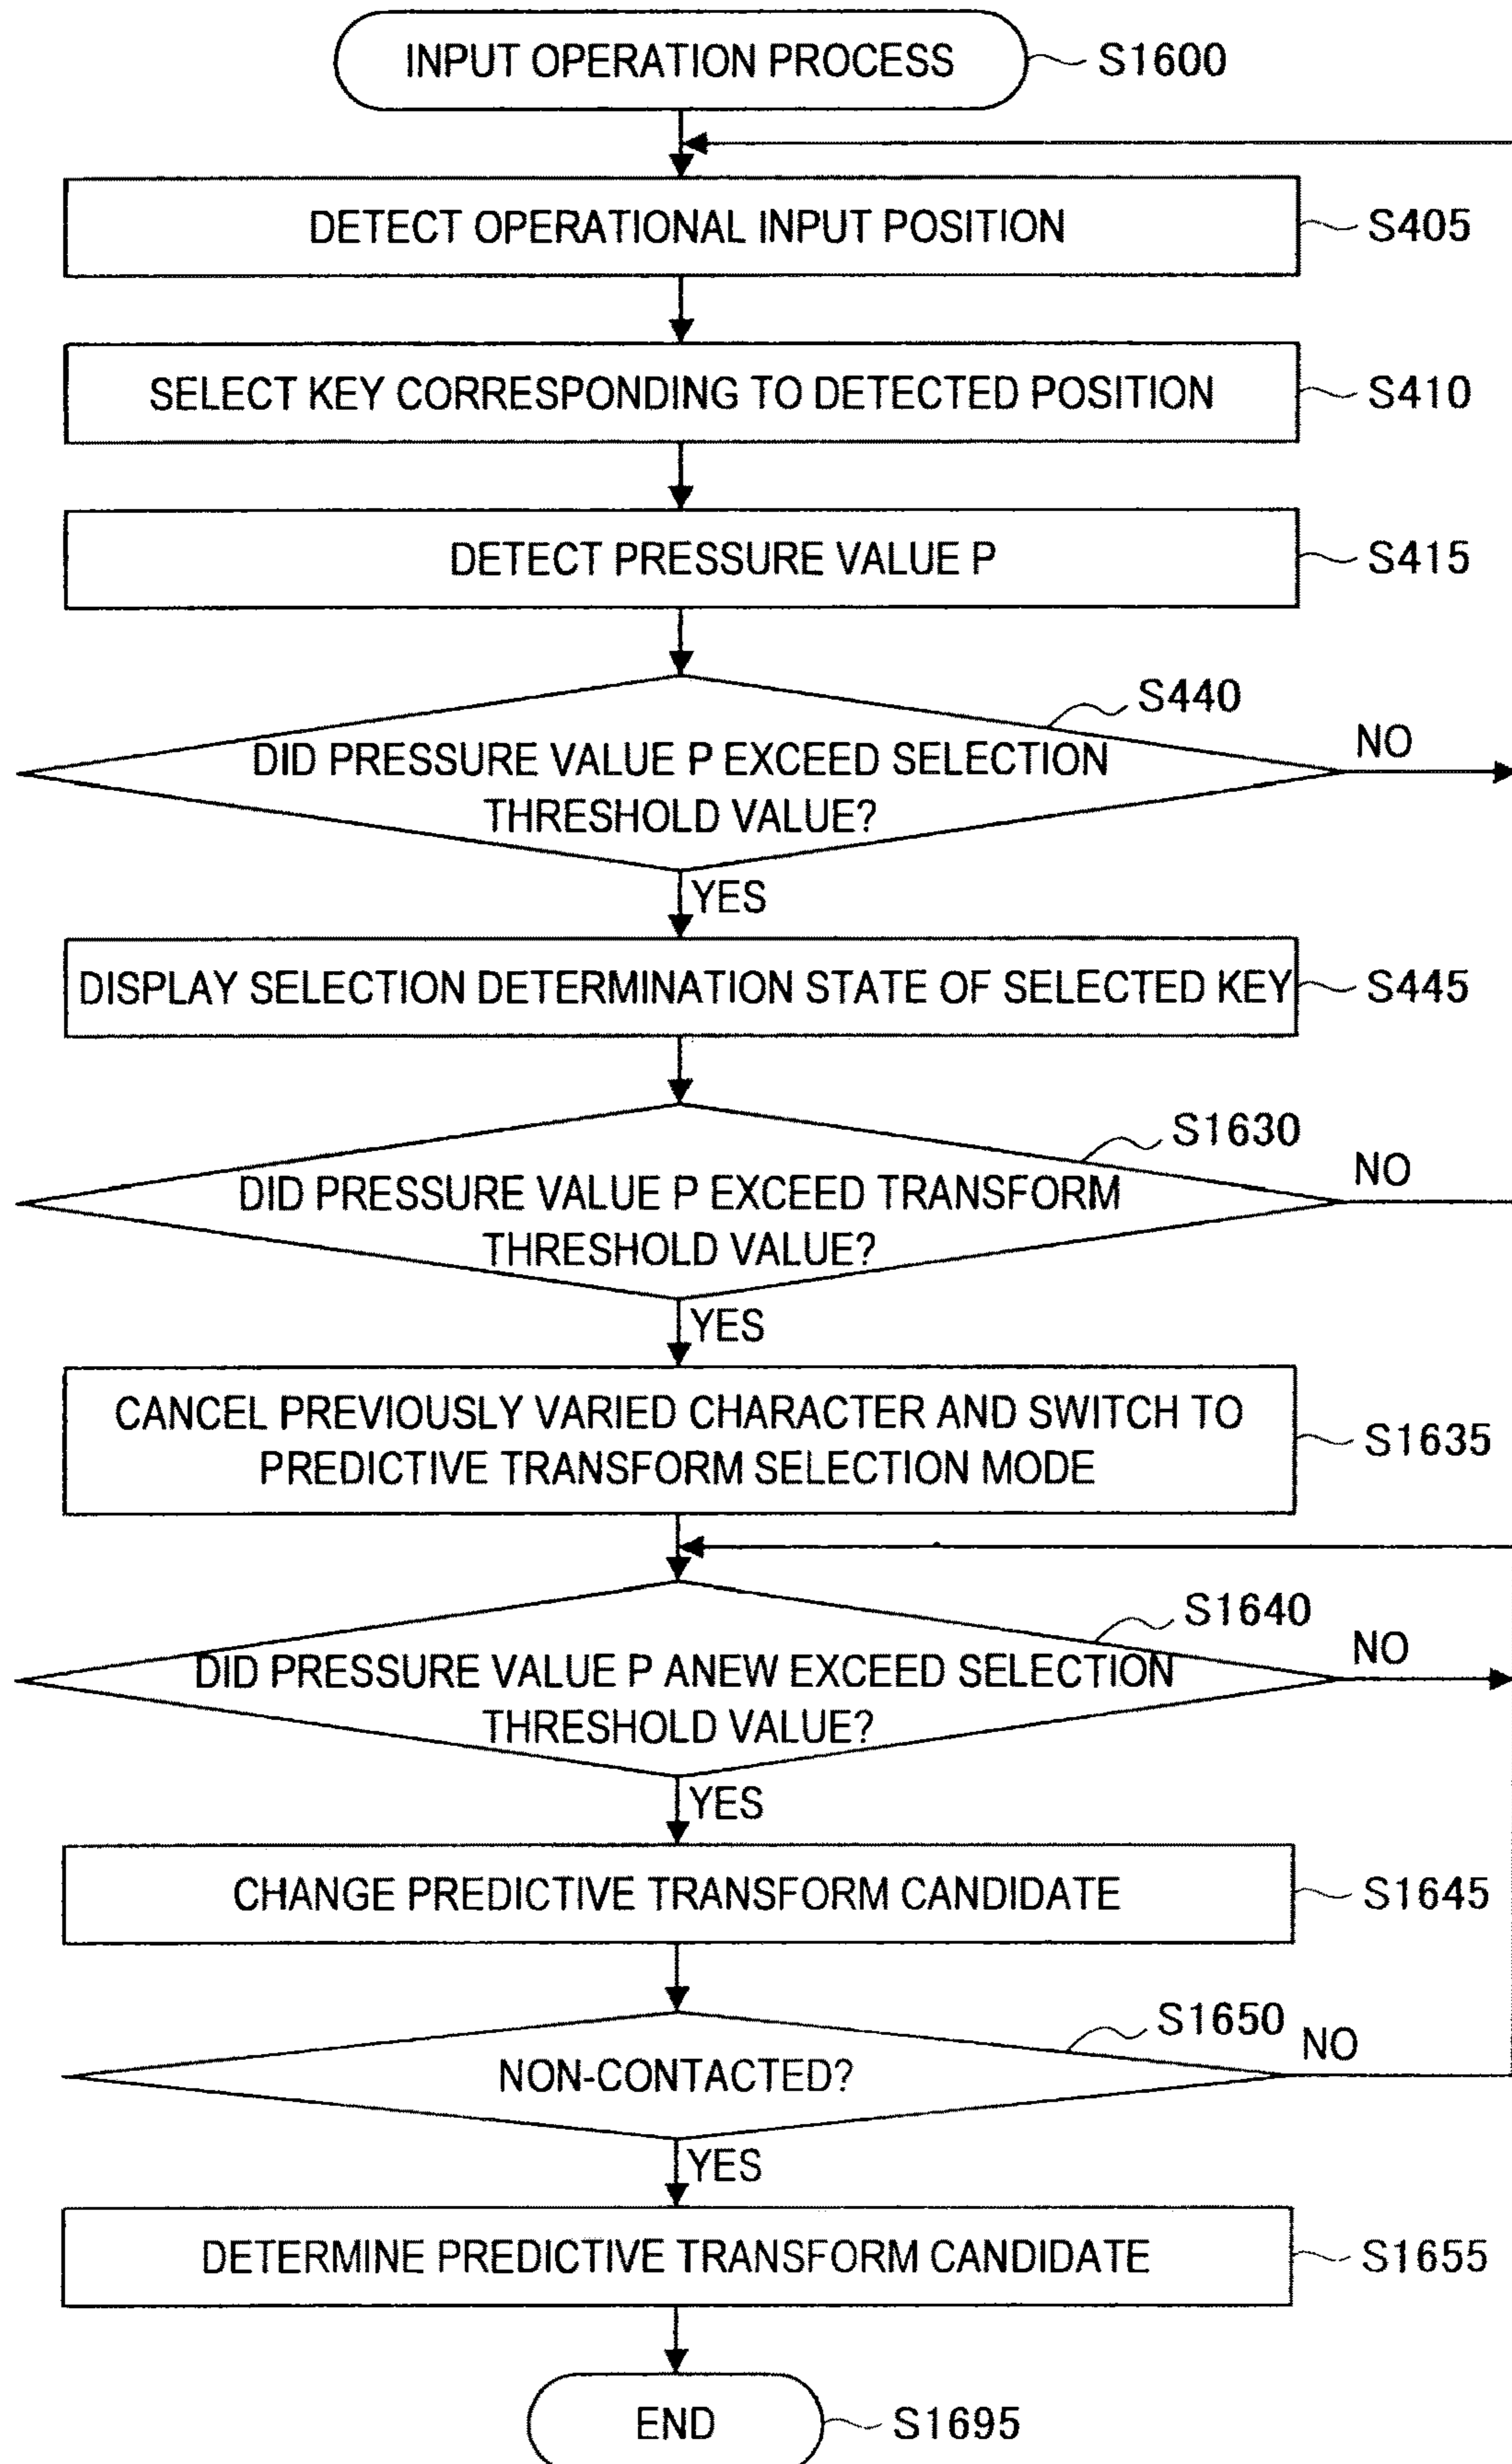 INPUT OPERATION PROCESS
S1600
DETECT OPERATIONAL INPUT POSITION
S405
SELECT KEY CORRESPONDING TO DETECTED POSITION
S410
DETECT PRESSURE VALUE P
S415
S440
DID PRESSURE VALUE P EXCEED SELECTION
THRESHOLD VALUE?
NO
YES
DISPLAY SELECTION DETERMINATION STATE OF SELECTED KEY
S445
S1630
DID PRESSURE VALUE P EXCEED TRANSFORM
THRESHOLD VALUE?
NO
YES
CANCEL PREVIOUSLY VARIED CHARACTER AND SWITCH TO
PREDICTIVE TRANSFORM SELECTION MODE
S1635
S1640
DID PRESSURE VALUE P ANEW EXCEED SELECTION
THRESHOLD VALUE?
NO
YES
CHANGE PREDICTIVE TRANSFORM CANDIDATE
S1645
S1650
NON-CONTACTED?
NO
YES
DETERMINE PREDICTIVE TRANSFORM CANDIDATE
S1655
END
S1695